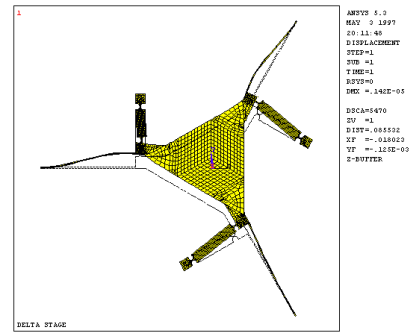 1
ANSYS 5.3
MAY 3 1997
20:11:48
DISPLACEMENT
STEP=1
SUB =1
TIME=1
RSYS=0
DMX =.142E-05
DSCA=5470
ZV =1
DIST=.085532
XF =-.018023
YF =-.125E-03
Z-BUFFER
DELTA STAGE